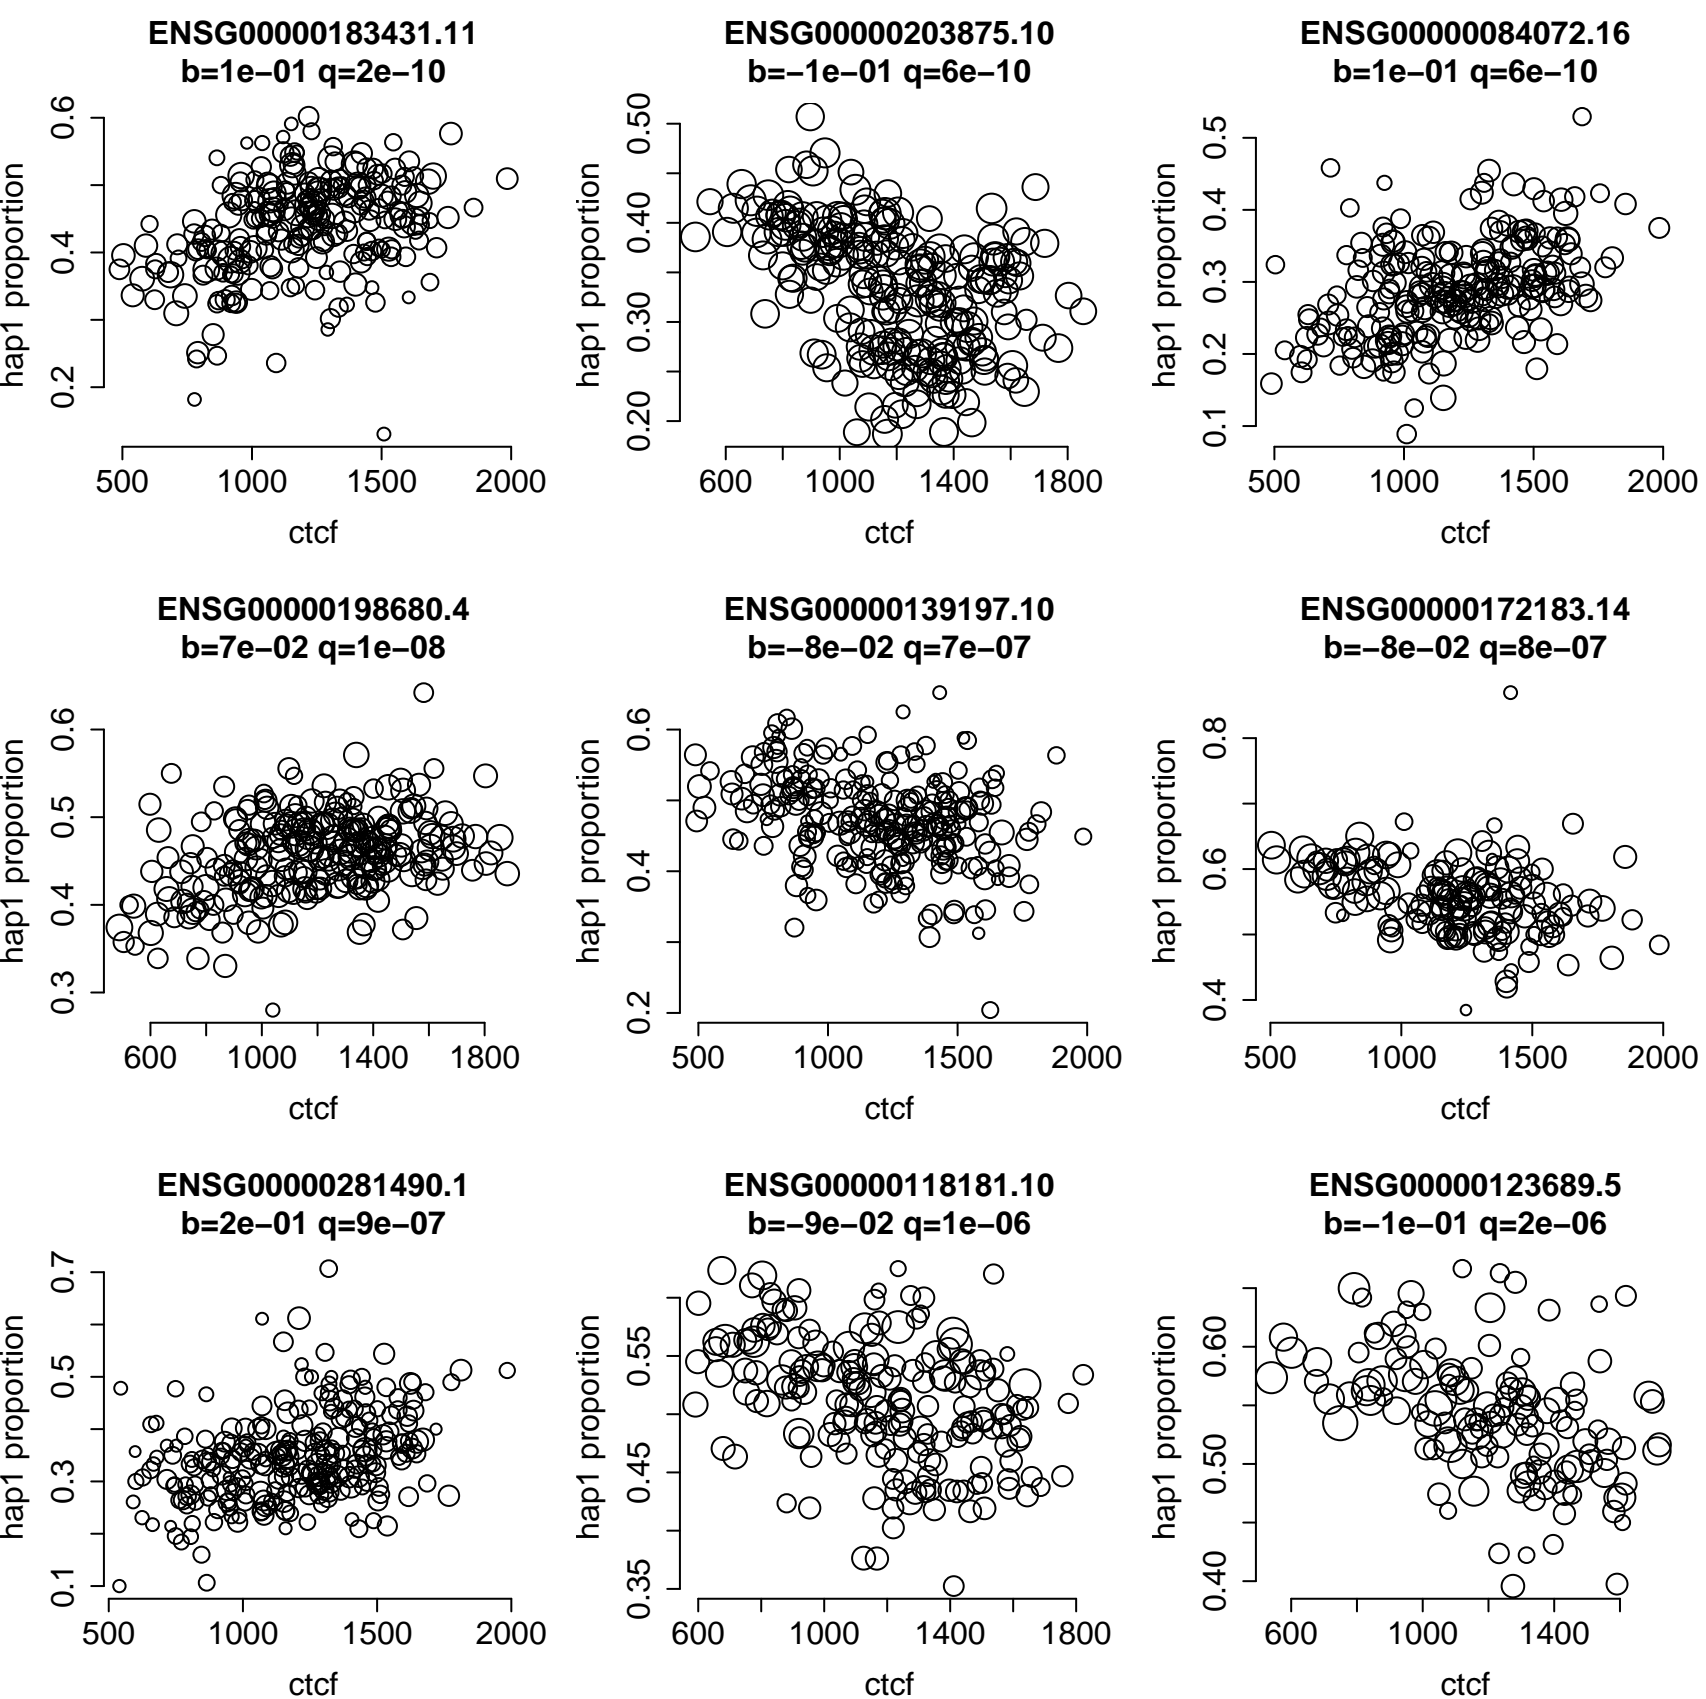 ENSG00000183431.11
b=1e−01 q=2e−10
hap1 proportion
0.2 0.4 0.6
500 1000 1500 2000
ctcf
ENSG00000203875.10
b=−1e−01 q=6e−10
hap1 proportion
0.20 0.30 0.40 0.50
600 1000 1400 1800
ctcf
ENSG00000084072.16
b=1e−01 q=6e−10
hap1 proportion
0.1 0.2 0.3 0.4 0.5
500 1000 1500 2000
ctcf
ENSG00000198680.4
b=7e−02 q=1e−08
hap1 proportion
0.3 0.4 0.5 0.6
600 1000 1400 1800
ctcf
ENSG00000139197.10
b=−8e−02 q=7e−07
hap1 proportion
0.2 0.4 0.6
500 1000 1500 2000
ctcf
ENSG00000172183.14
b=−8e−02 q=8e−07
hap1 proportion
0.4 0.6 0.8
500 1000 1500 2000
ctcf
ENSG00000281490.1
b=2e−01 q=9e−07
hap1 proportion
0.1 0.3 0.5 0.7
500 1000 1500 2000
ctcf
ENSG00000118181.10
b=−9e−02 q=1e−06
hap1 proportion
0.35 0.45 0.55
600 1000 1400 1800
ctcf
ENSG00000123689.5
b=−1e−01 q=2e−06
hap1 proportion
0.40 0.50 0.60
600 1000 1400
ctcf